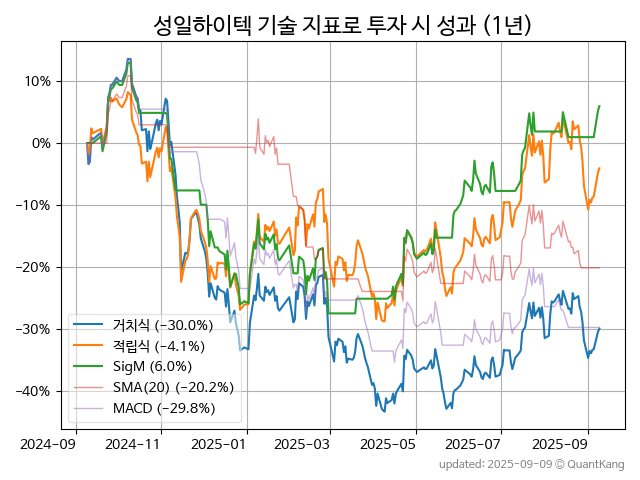 성일하이텍 기술 지표로 투자 시 성과 (1년)
10%
0%
−10%
−20%
−30%
−40%
거치식 (−30.0%)
적립식 (−4.1%)
SigM (6.0%)
SMA(20) (−20.2%)
MACD (−29.8%)
2024−09
2024−11
2025−01
2025−03
2025−05
2025−07
2025−09
updated: 2025−09−09 ⓒ QuantKang